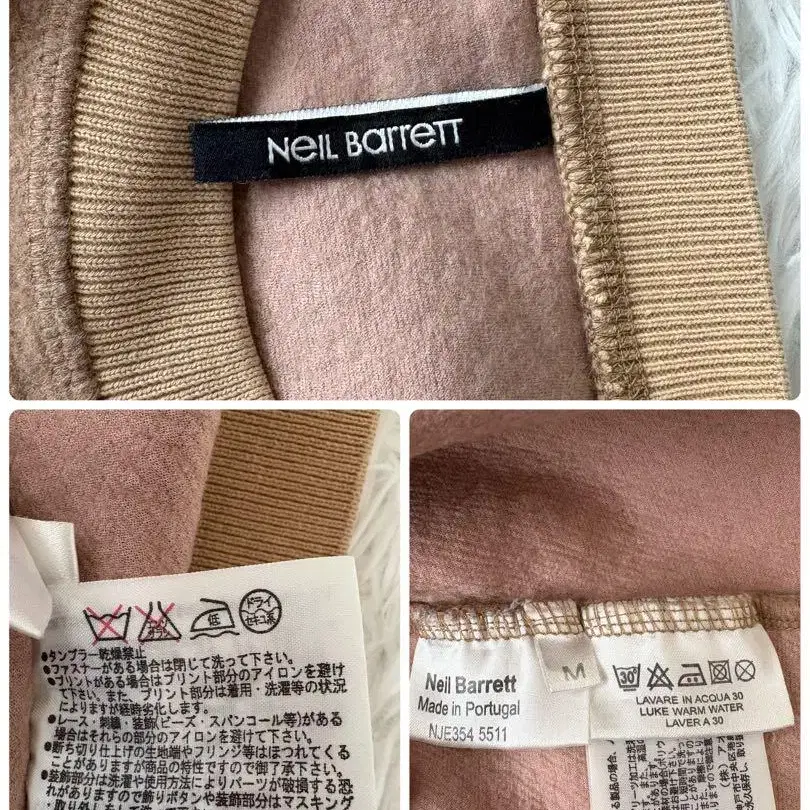 Neil Barrett
ドライ
セキユ系
低
●タンブラー乾燥禁止
●ファスナーがある場合は閉じて洗って下さい。
●プリントがある場合はプリント部分のアイロンを避け
て下さい。また、プリント部分は着用・洗濯等の状況
によりますが経時劣化します。
●レース・刺繍・装飾(ビーズ・スパンコール等)がある
場合はそれらの部分のアイロンを避けて下さい。
●断ち切り仕上げの生地端やフリンジ等はほつれてくる
ことがありますが商品の特性ですので御了承下さい。
●装飾部分は洗濯や使用方法によりパーツが破損する恐
れがありますので飾りボタンや装飾部分はマスキング
Neil Barrett
Made in Portugal
NJE354 5511
M
30°
LAVARE IN ACQUA 30
LUKE WARM WATER
LAVER A 30